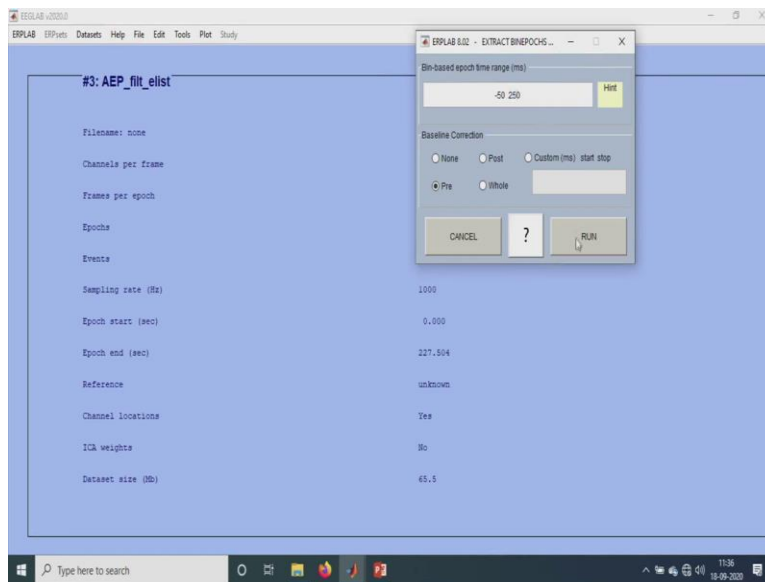 EEGLAB v2020.0
ERPLAB ERPsets Datasets Help File Edit Tools Plot Study
#3: AEP_filt_elist
Filename: none
Channels per frame
Frames per epoch
Epochs
Events
Sampling rate (Hz) 1000
Epoch start (sec) 0.000
Epoch end (sec) 227.504
Reference unknown
Channel locations Yes
ICA weights No
Dataset size (Mb) 65.5
ERPLAB 8.02 - EXTRACT BINEPOCHS ...
Bin-based epoch time range (ms)
-50 250
Hint
Baseline Correction
None Post Custom (ms) start stop
Pre Whole
CANCEL ? RUN
Type here to search
11:36
18-09-2020